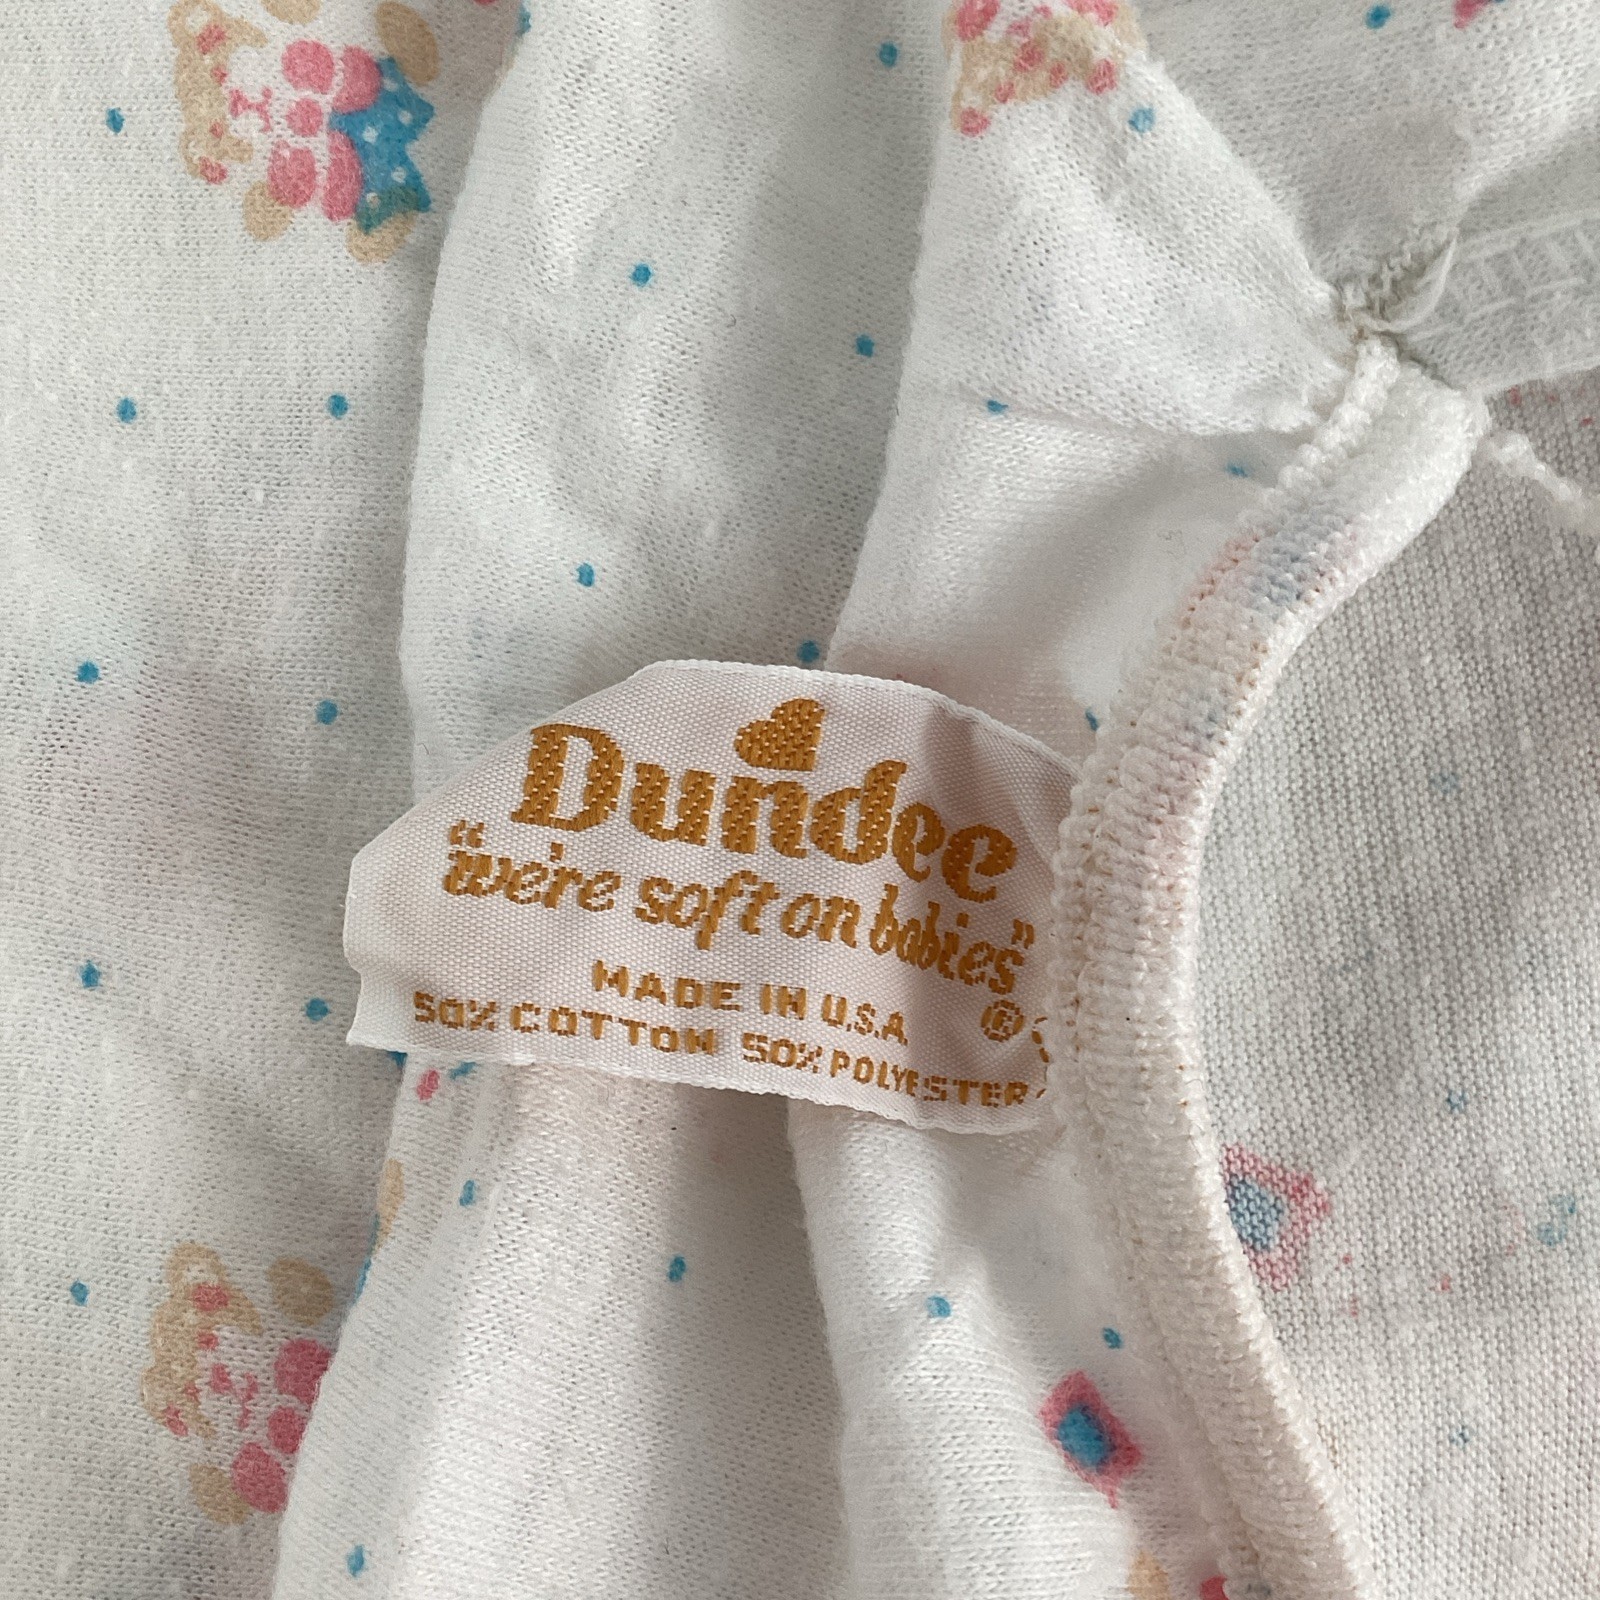 Dundee
"we're soft on babies"
®
MADE IN U.S.A.
50% COTTON 50% POLYESTER